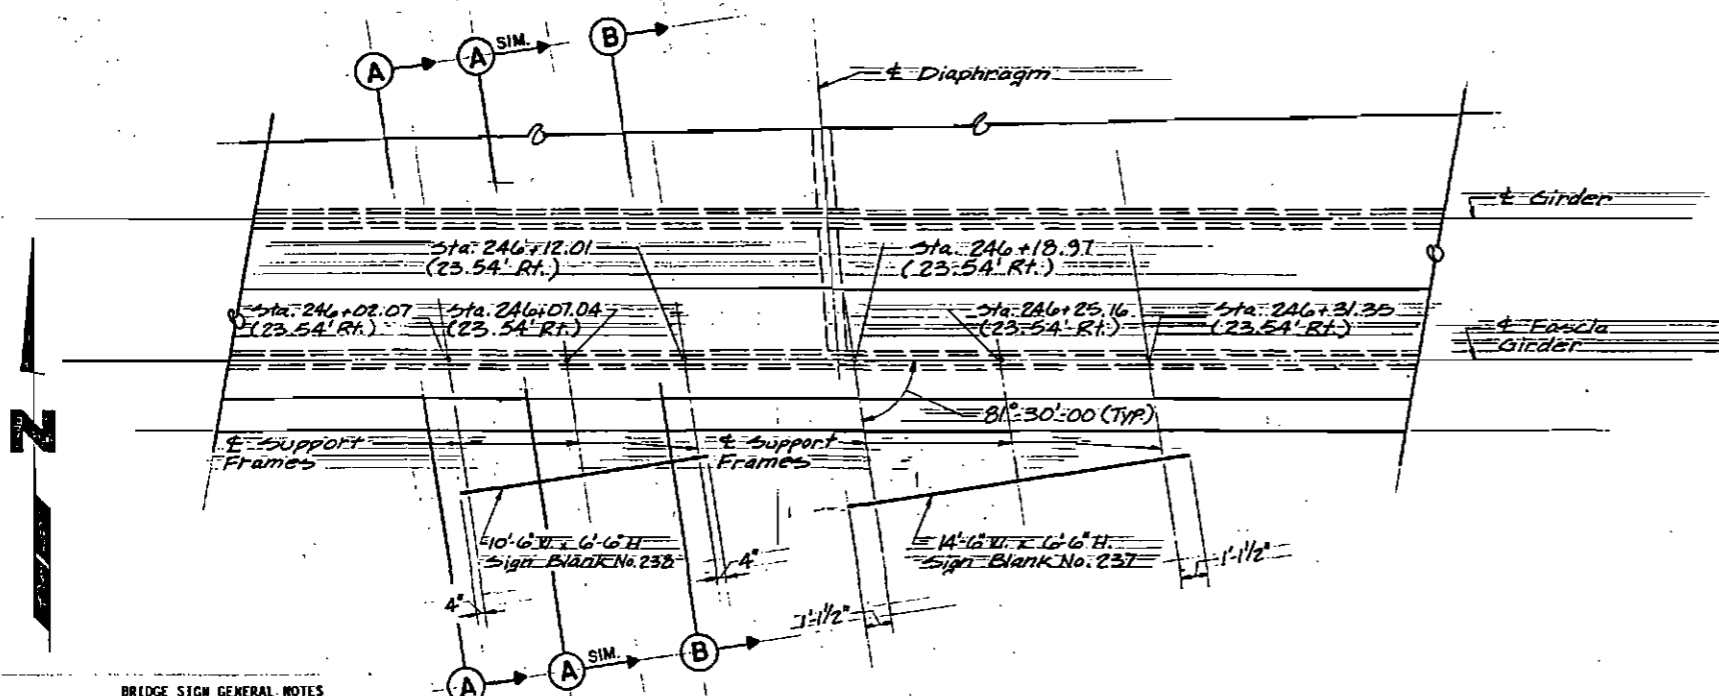 A
A
SIM.
B
℄ Diaphragm
℄ Girder
Sta. 246+12.01
(23.54' Rt.)
Sta. 246+18.97
(23.54' Rt.)
Sta. 246+02.07
(23.54' Rt.)
Sta. 246+07.04
(23.54' Rt.)
Sta. 246+25.16
(23.54' Rt.)
Sta. 246+31.35
(23.54' Rt.)
℄ Fascia
Girder
81°-30'-00 (Typ.)
℄ Support
Frames
℄ Support
Frames
N
10'-6" W. x 6'-6" H.
Sign Blank No. 238
4"
4"
14'-6" W. x 6'-6" H.
Sign Blank No. 237
1'-1 1/2"
1'-1 1/2"
A
A
SIM.
B
BRIDGE SIGN GENERAL NOTES